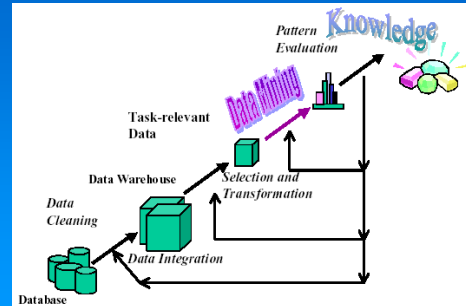 Pattern
Evaluation
Knowledge
Data Mining
Task-relevant
Data
Selection and
Transformation
Data Warehouse
Data
Cleaning
Data Integration
Database